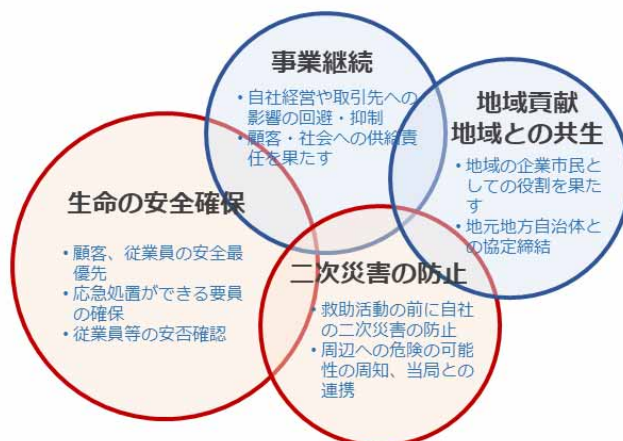 事業継続
• 自社経営や取引先への
影響の回避・抑制
• 顧客・社会への供給責
任を果たす
地域貢献
地域との共生
• 地域の企業市民と
しての役割を果た
す
• 地元地方自治体と
の協定締結
生命の安全確保
• 顧客、従業員の安全最
優先
• 応急処置ができる要員
の確保
• 従業員等の安否確認
二次災害の防止
• 救助活動の前に自社
の二次災害の防止
• 周辺への危険の可能
性の周知、当局との
連携